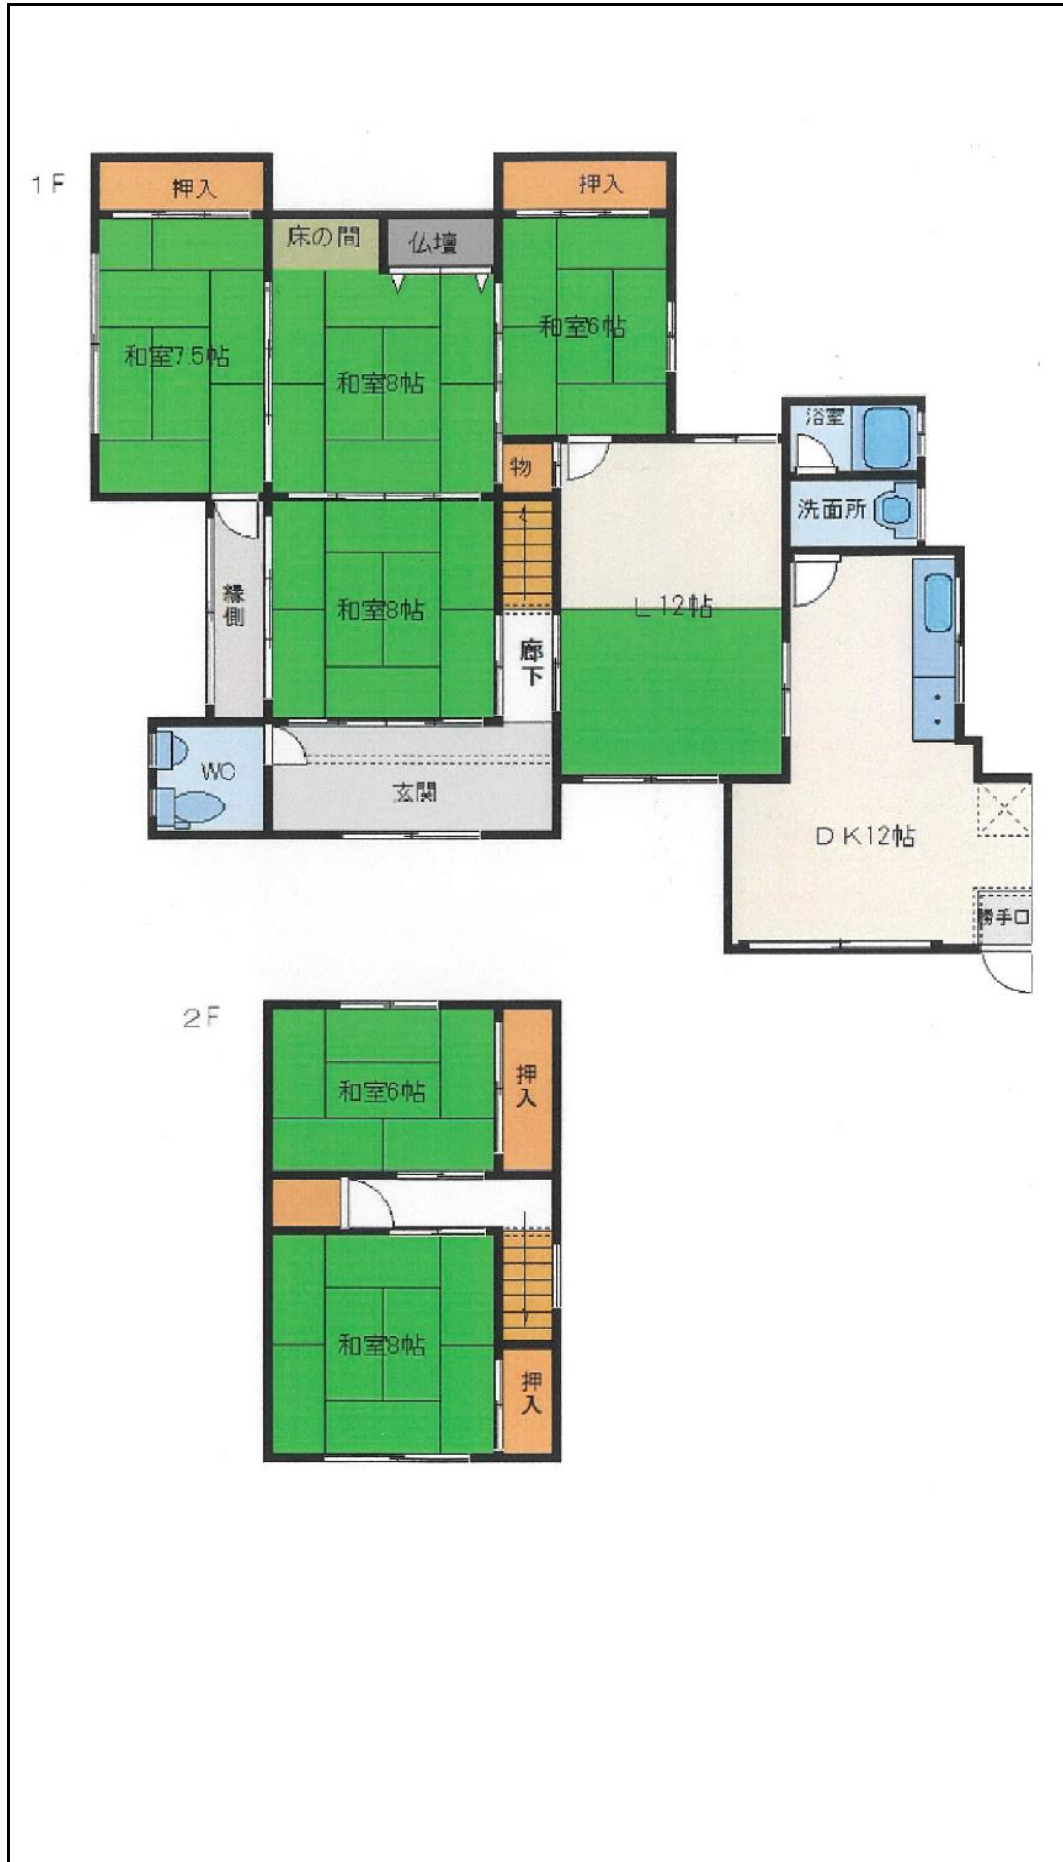 1F
押入
押入
床の間
仏壇
和室7.5帖
和室8帖
和室6帖
浴室
物
洗面所
縁側
和室8帖
L 12帖
廊下
WC
玄関
DK12帖
勝手口
2F
和室6帖
押入
和室8帖
押入